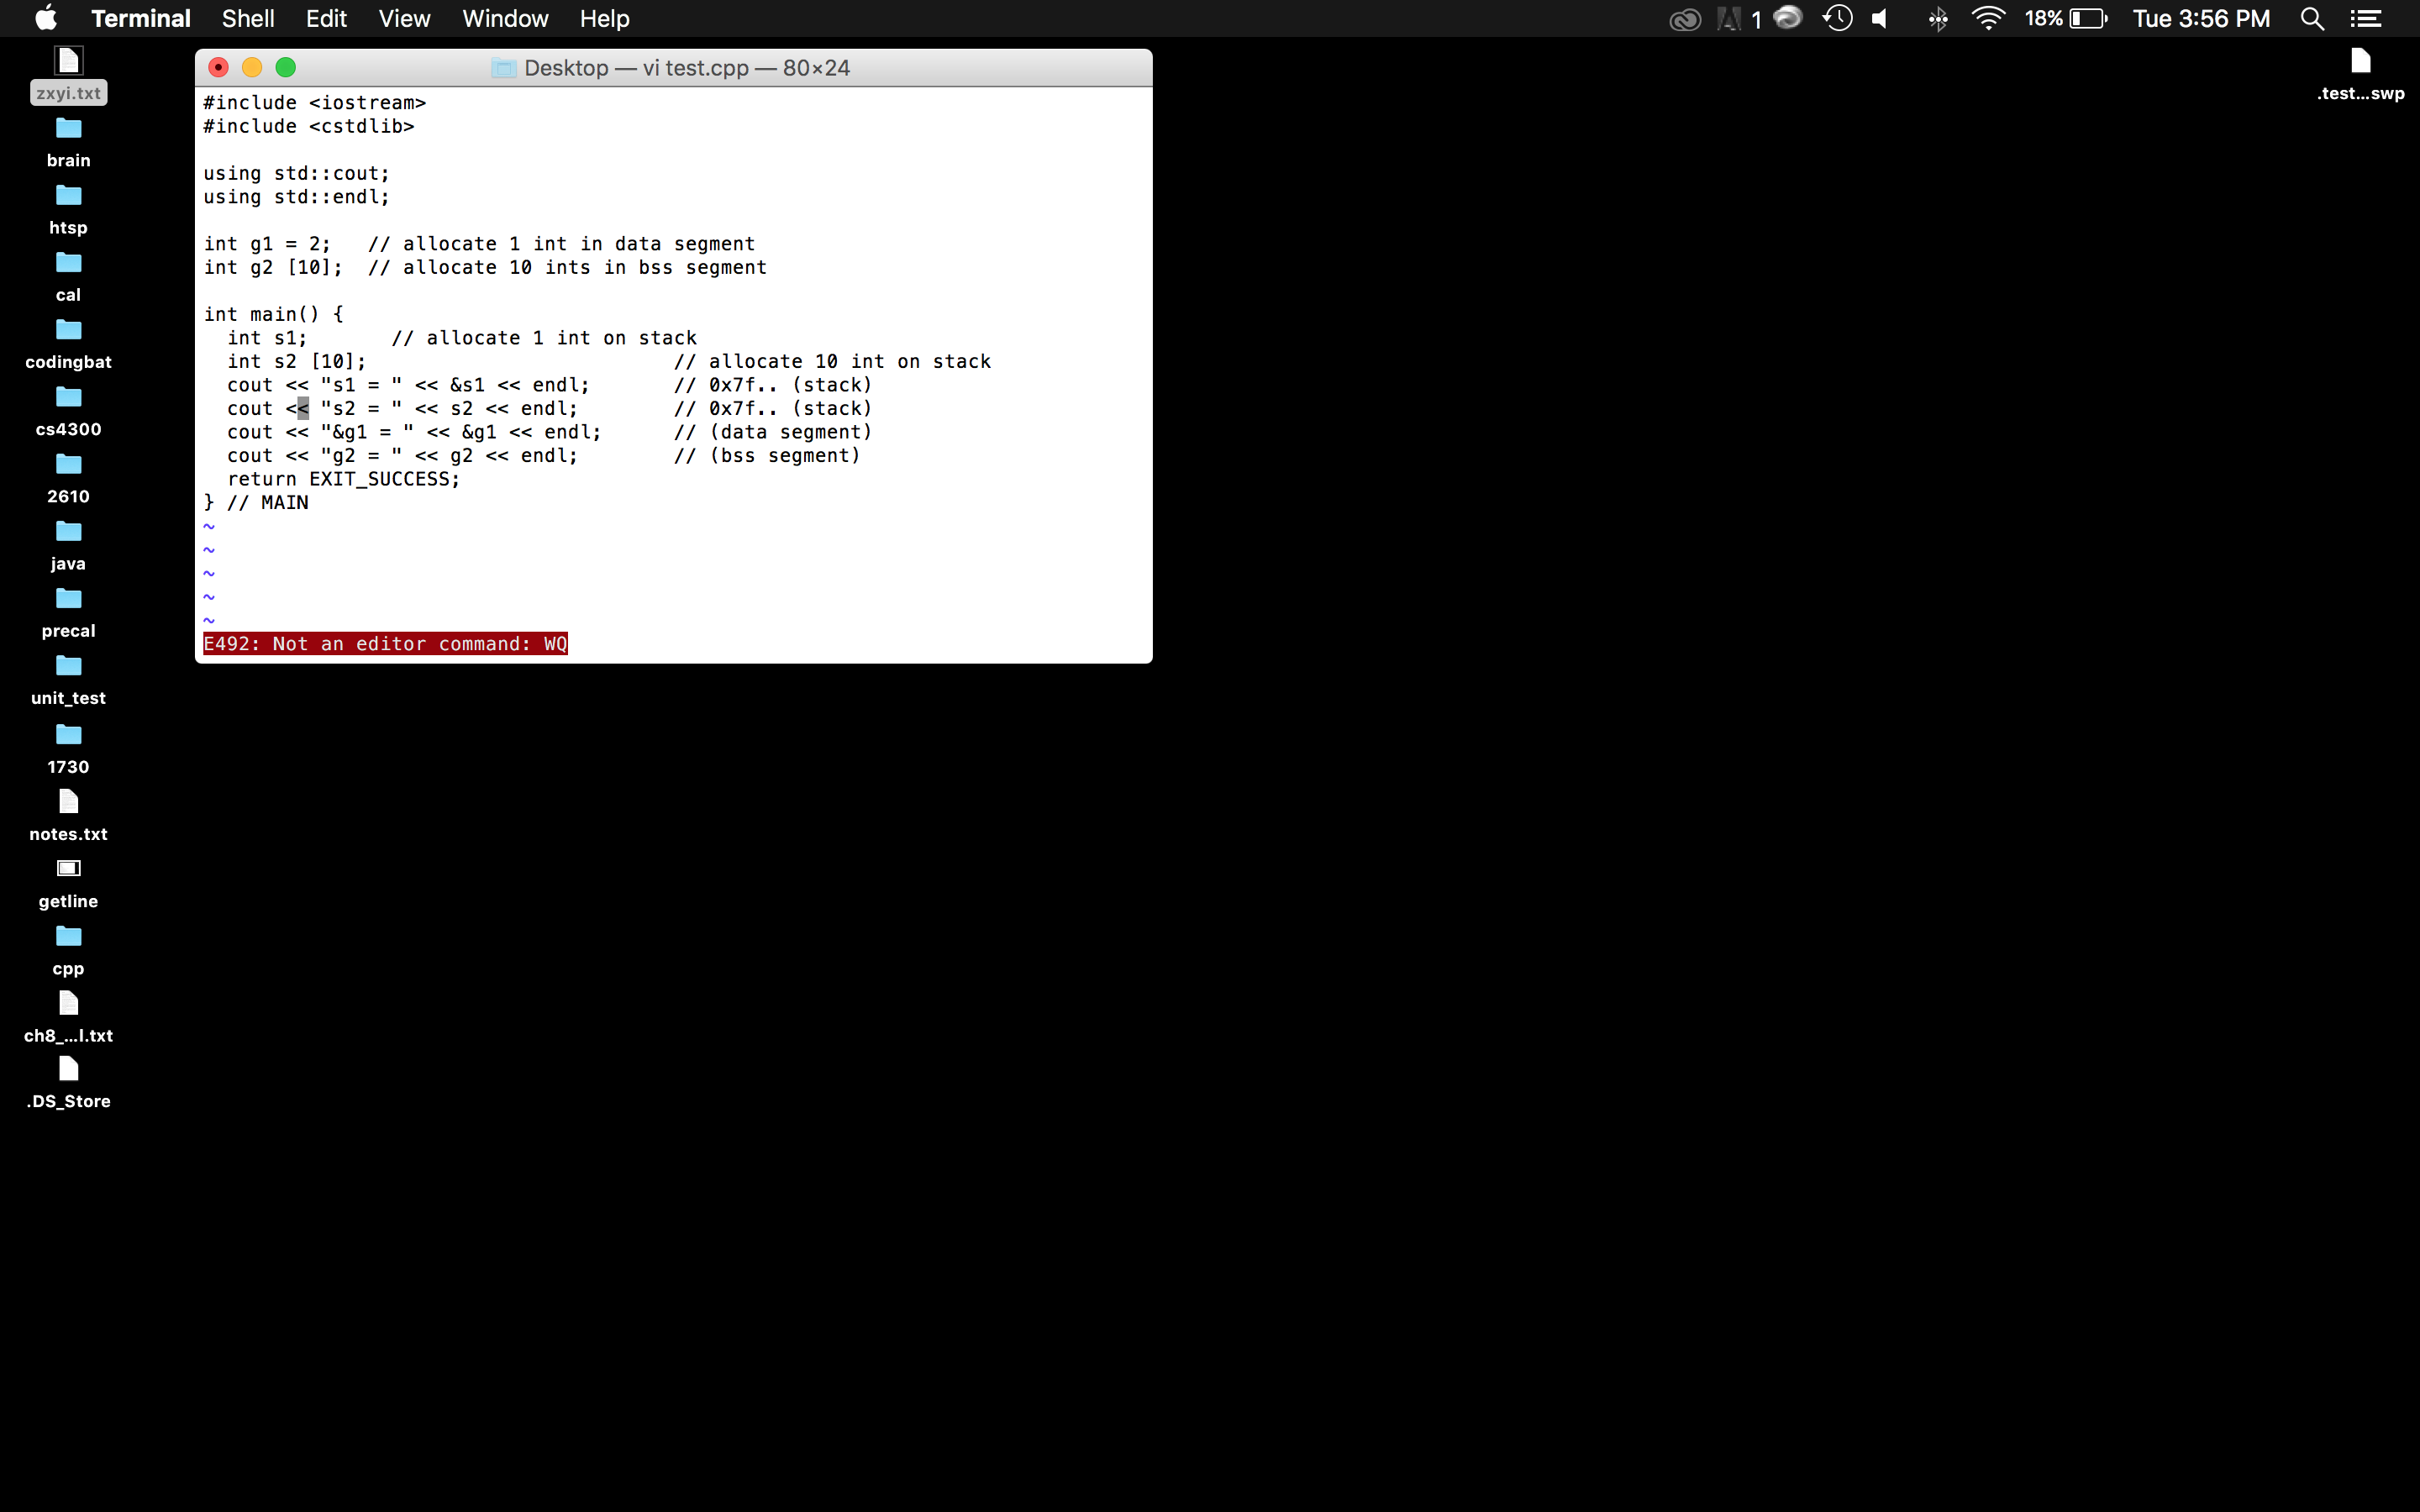 Terminal Shell Edit View Window Help 1 18% Tue 3:56 PM
zxyi.txt
brain
htsp
cal
codingbat
cs4300
2610
java
precal
unit_test
1730
notes.txt
getline
cpp
ch8_...l.txt
.DS_Store
Desktop — vi test.cpp — 80×24
#include <iostream>
#include <cstdlib>
using std::cout;
using std::endl;
int g1 = 2;   // allocate 1 int in data segment
int g2 [10];  // allocate 10 ints in bss segment
int main() {
  int s1;       // allocate 1 int on stack
  int s2 [10];                          // allocate 10 int on stack
  cout << "s1 = " << &s1 << endl;       // 0x7f.. (stack)
  cout << "s2 = " << s2 << endl;        // 0x7f.. (stack)
  cout << "&g1 = " << &g1 << endl;      // (data segment)
  cout << "g2 = " << g2 << endl;        // (bss segment)
  return EXIT_SUCCESS;
} // MAIN
~
~
~
~
~
E492: Not an editor command: WQ
.test...swp